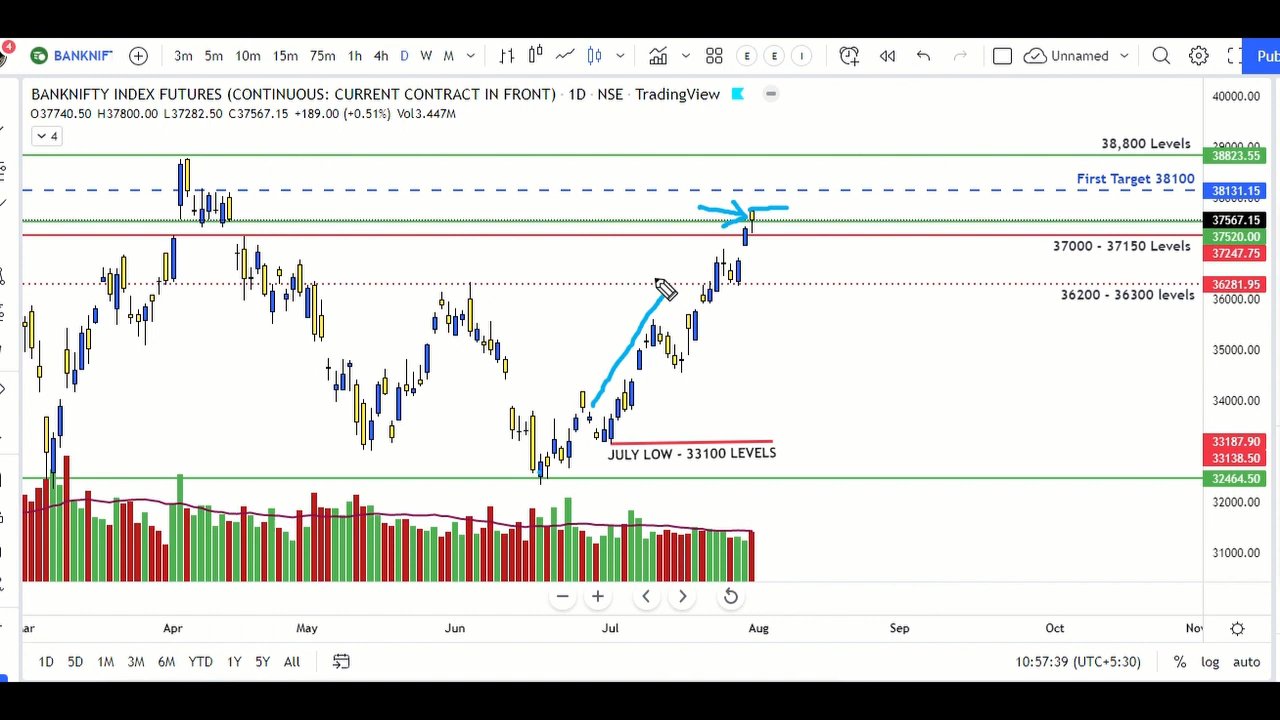 4
BANKNIF
3m 5m 10m 15m 75m 1h 4h D W M
E E I
Unnamed
BANKNIFTY INDEX FUTURES (CONTINUOUS: CURRENT CONTRACT IN FRONT) · 1D · NSE · TradingView
O37740.50 H37800.00 L37282.50 C37567.15 +189.00 (+0.51%) Vol3.447M
4
40000.00
38,800 Levels
38823.55
First Target 38100
38131.15
37567.15
37520.00
37000 - 37150 Levels
37247.75
36281.95
36200 - 36300 levels
36000.00
35000.00
34000.00
33187.90
JULY LOW - 33100 LEVELS
33138.50
32464.50
32000.00
31000.00
Apr May Jun Jul Aug Sep Oct
1D 5D 1M 3M 6M YTD 1Y 5Y All
10:57:39 (UTC+5:30)
% log auto